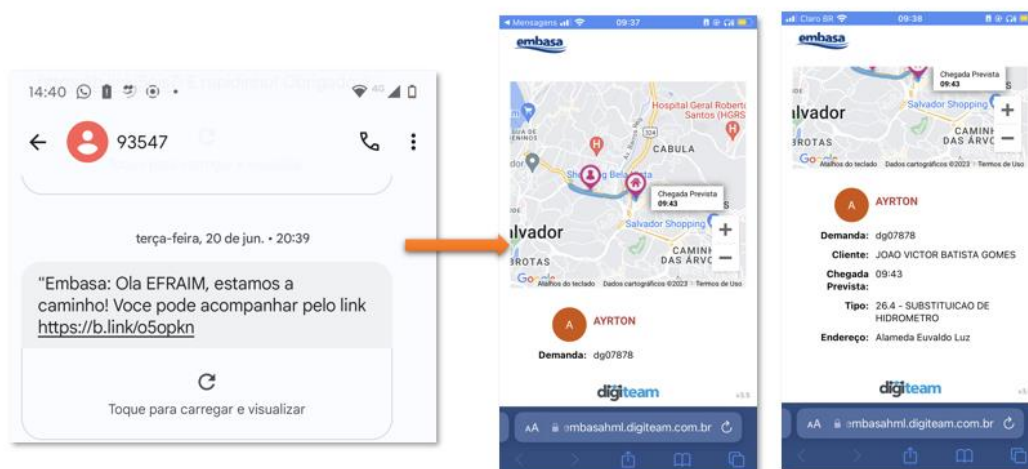 14:40
93547
terça-feira, 20 de jun. • 20:39
"Embasa: Ola EFRAIM, estamos a
caminho! Voce pode acompanhar pelo link
https://b.link/o5opkn
Toque para carregar e visualizar
Mensagens 09:37
embasa
Hospital Geral Robert
Santos (HGRS
324
CABULA
Chegada Prevista
09:43
Salvador Shopping
lvador
CAMINH
DAS ÁRVC
BROTAS
Atalhos do teclado Dados cartográficos ©2023 Termos de Uso
A AYRTON
Demanda: dg07878
digiteam
AA embasahml.digiteam.com.br
Claro BR 09:38
embasa
Chegada Prevista
09:43
lvador
Salvador Shopping
CAMINH
DAS ÁRVC
BROTAS
Atalhos do teclado Dados cartográficos ©2023 Termos de Uso
A AYRTON
Demanda: dg07878
Cliente: JOAO VICTOR BATISTA GOMES
Chegada Prevista: 09:43
Tipo: 26.4 - SUBSTITUICAO DE
HIDROMETRO
Endereço: Alameda Euvaldo Luz
digiteam
AA embasahml.digiteam.com.br